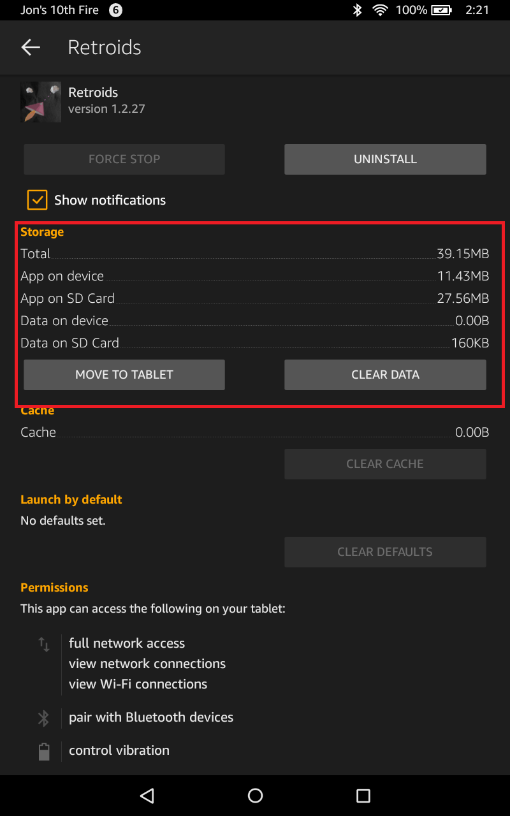 Jon's 10th Fire 6 100% 2:21
Retroids
Retroids
version 1.2.27
FORCE STOP UNINSTALL
Show notifications
Storage
Total 39.15MB
App on device 11.43MB
App on SD Card 27.56MB
Data on device 0.00B
Data on SD Card 160KB
MOVE TO TABLET CLEAR DATA
Cache
Cache 0.00B
CLEAR CACHE
Launch by default
No defaults set.
CLEAR DEFAULTS
Permissions
This app can access the following on your tablet:
full network access
view network connections
view Wi-Fi connections
pair with Bluetooth devices
control vibration